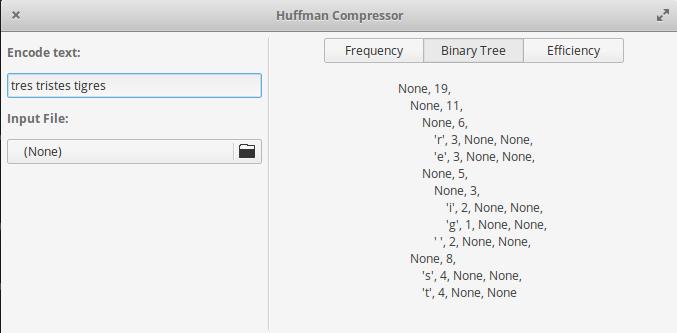 Huffman Compressor
Encode text:
tres tristes tigres
Input File:
(None)
Frequency
Binary Tree
Efficiency
None, 19,
None, 11,
None, 6,
'r', 3, None, None,
'e', 3, None, None,
None, 5,
None, 3,
'i', 2, None, None,
'g', 1, None, None,
' ', 2, None, None,
None, 8,
's', 4, None, None,
't', 4, None, None